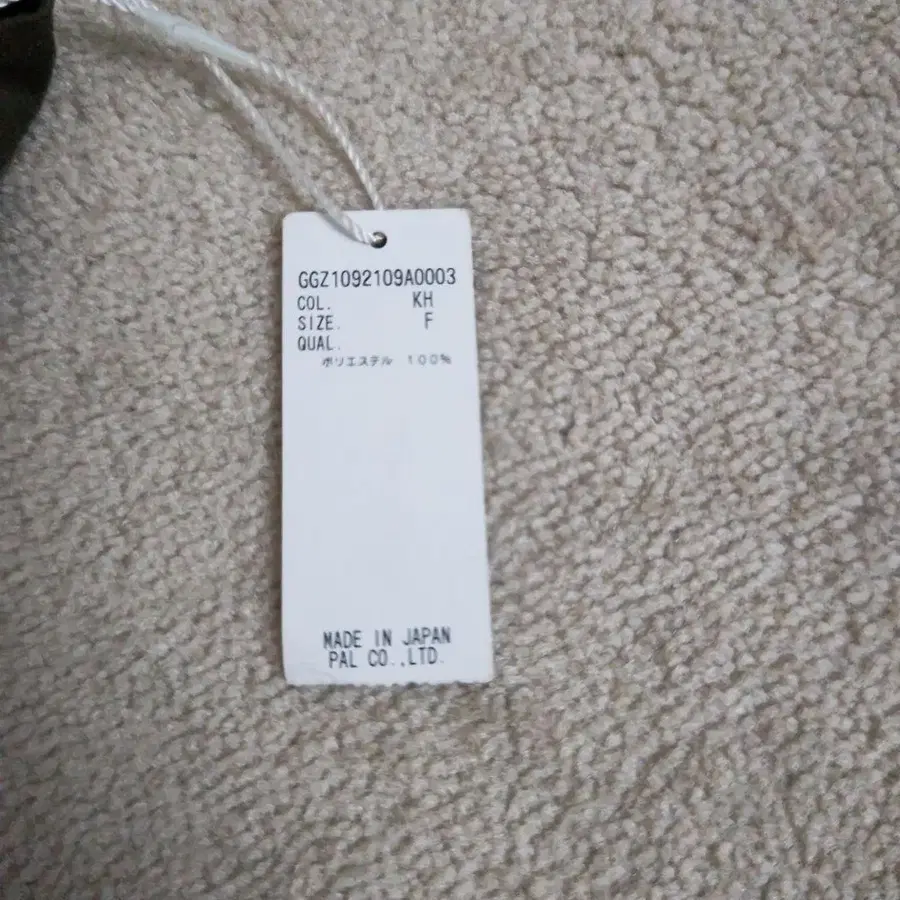 GGZ1092109A0003
COL. KH
SIZE. F
QUAL.
ポリエステル 100%
MADE IN JAPAN
PAL CO.,LTD.